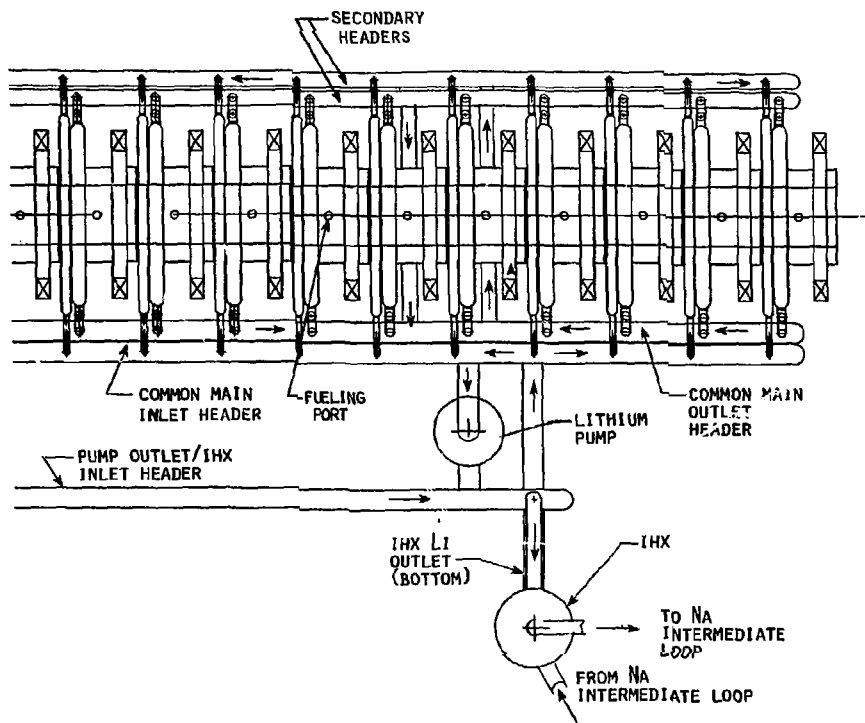 SECONDARY
HEADERS
COMMON MAIN
INLET HEADER
FUELING
PORT
LITHIUM
PUMP
COMMON MAIN
OUTLET
HEADER
PUMP OUTLET/IHX
INLET HEADER
IHX LI
OUTLET
(BOTTOM)
IHX
TO NA
INTERMEDIATE
LOOP
FROM NA
INTERMEDIATE LOOP